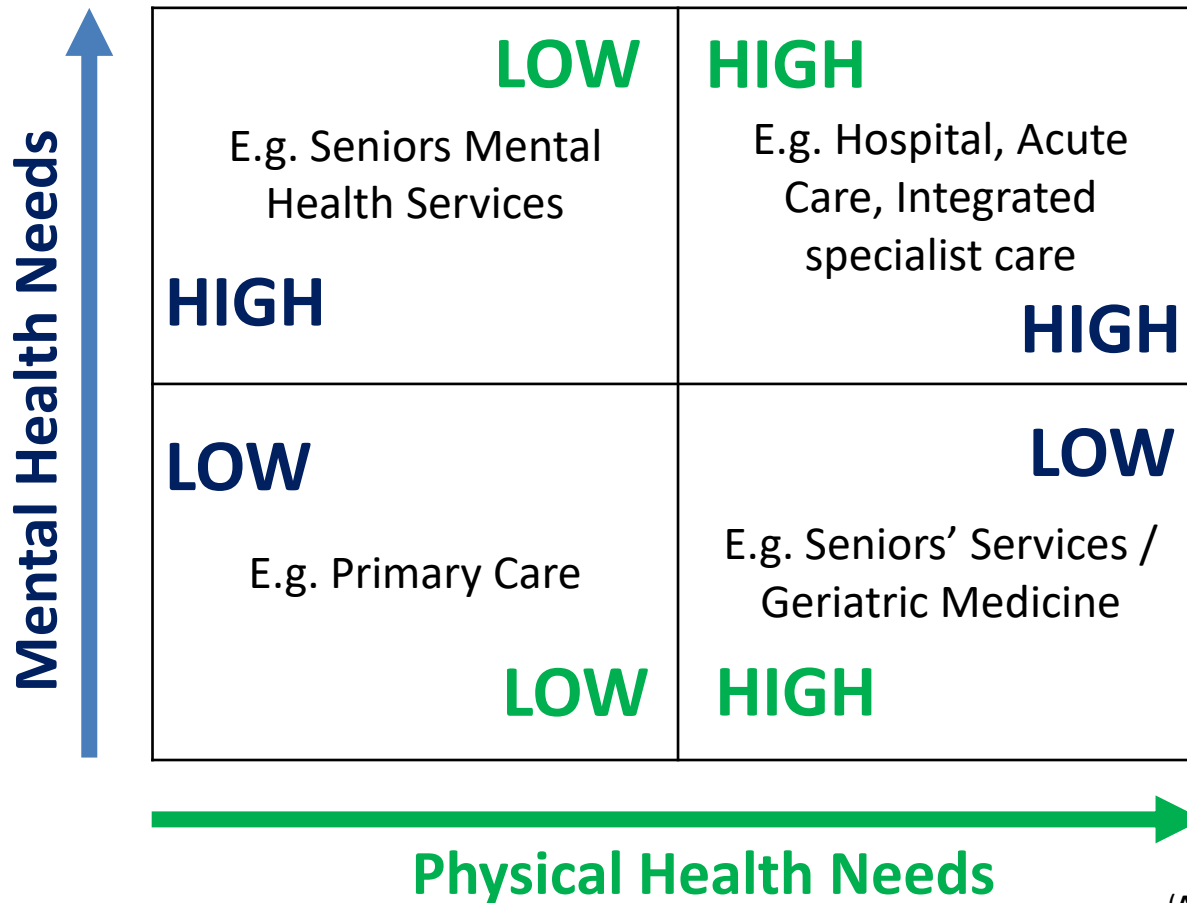 Mental Health Needs
LOW
E.g. Seniors Mental
Health Services
HIGH
HIGH
E.g. Hospital, Acute
Care, Integrated
specialist care
HIGH
LOW
E.g. Primary Care
LOW
LOW
E.g. Seniors’ Services /
Geriatric Medicine
HIGH
Physical Health Needs